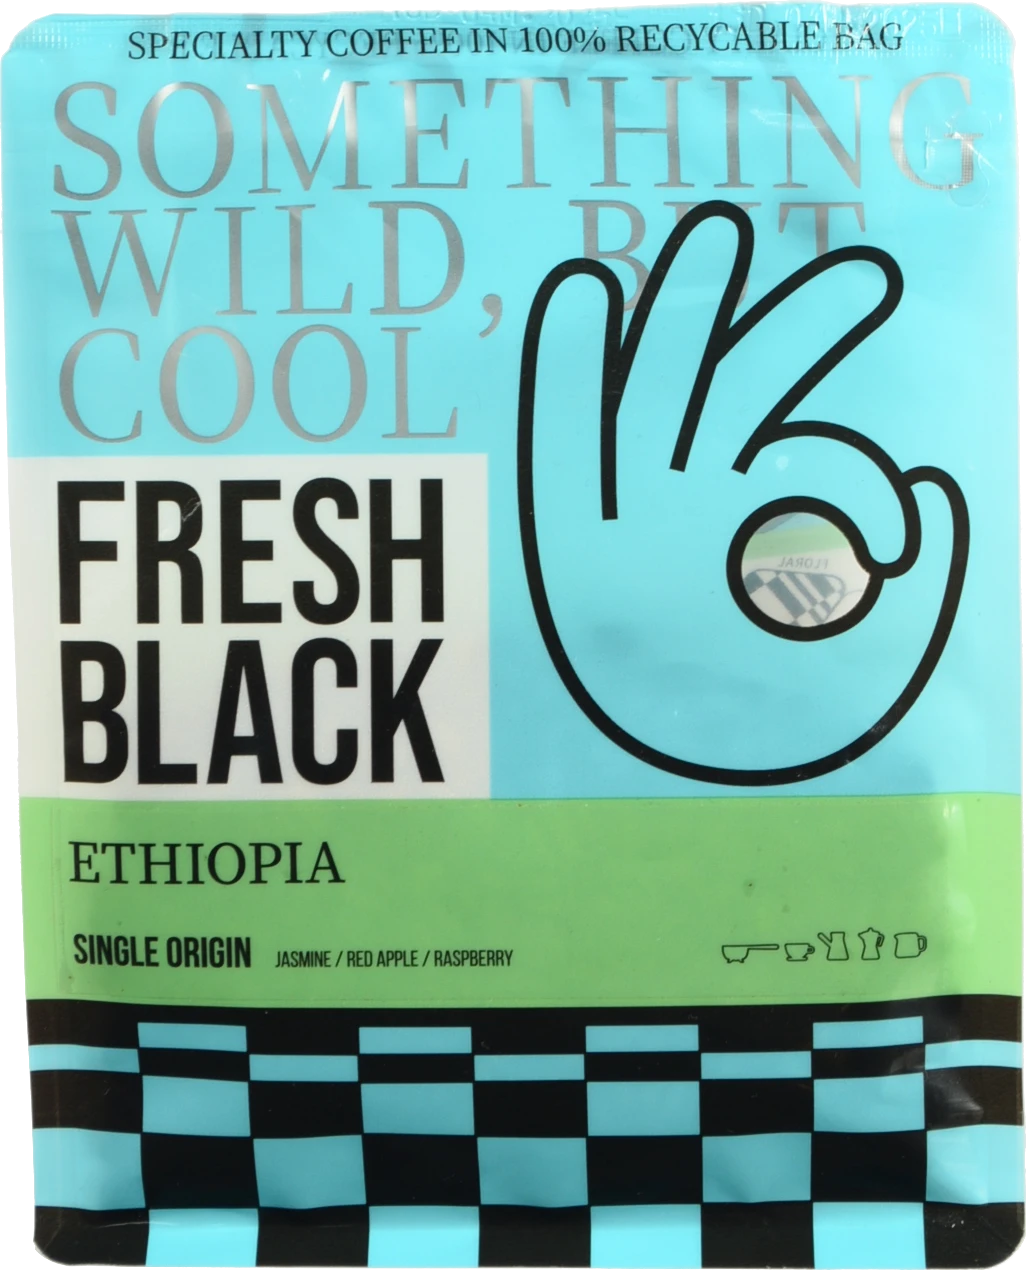 SPECIALTY COFFEE IN 100% RECYCABLE BAG
SOMETHING
WILD, BUT
COOL
FRESH
BLACK
FLORAL
ETHIOPIA
SINGLE ORIGIN JASMINE / RED APPLE / RASPBERRY